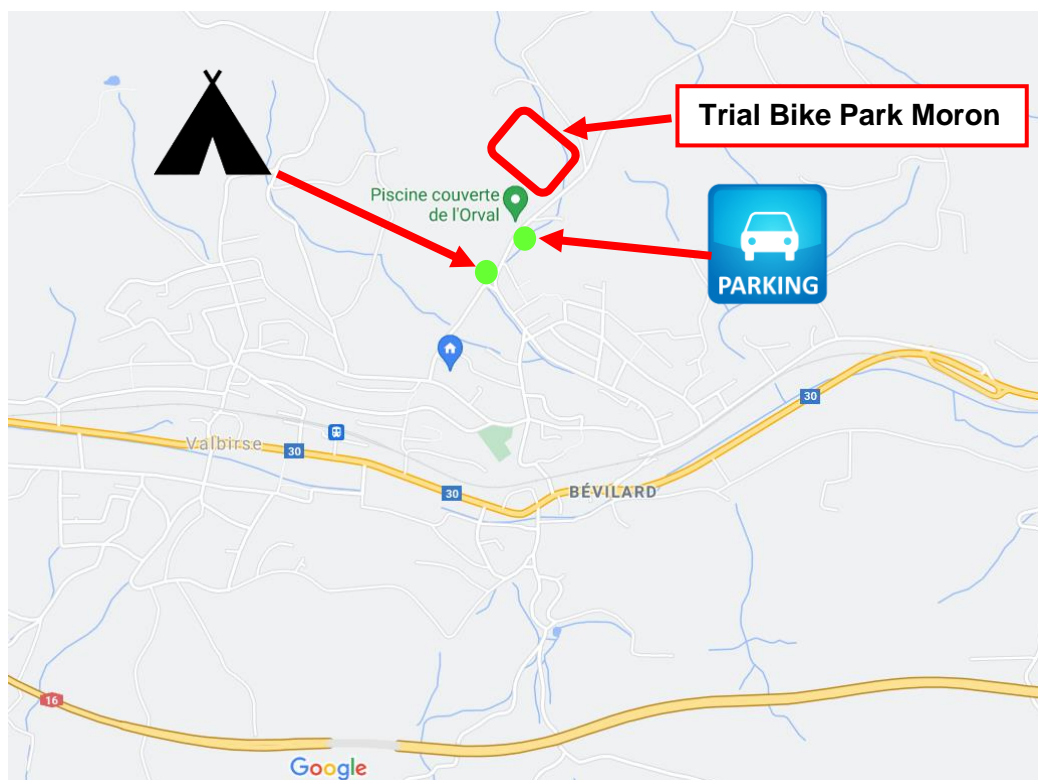 Trial Bike Park Moron
Piscine couverte
de l'Orval
PARKING
30
Valbirse
30
30
BÉVILARD
16
Google